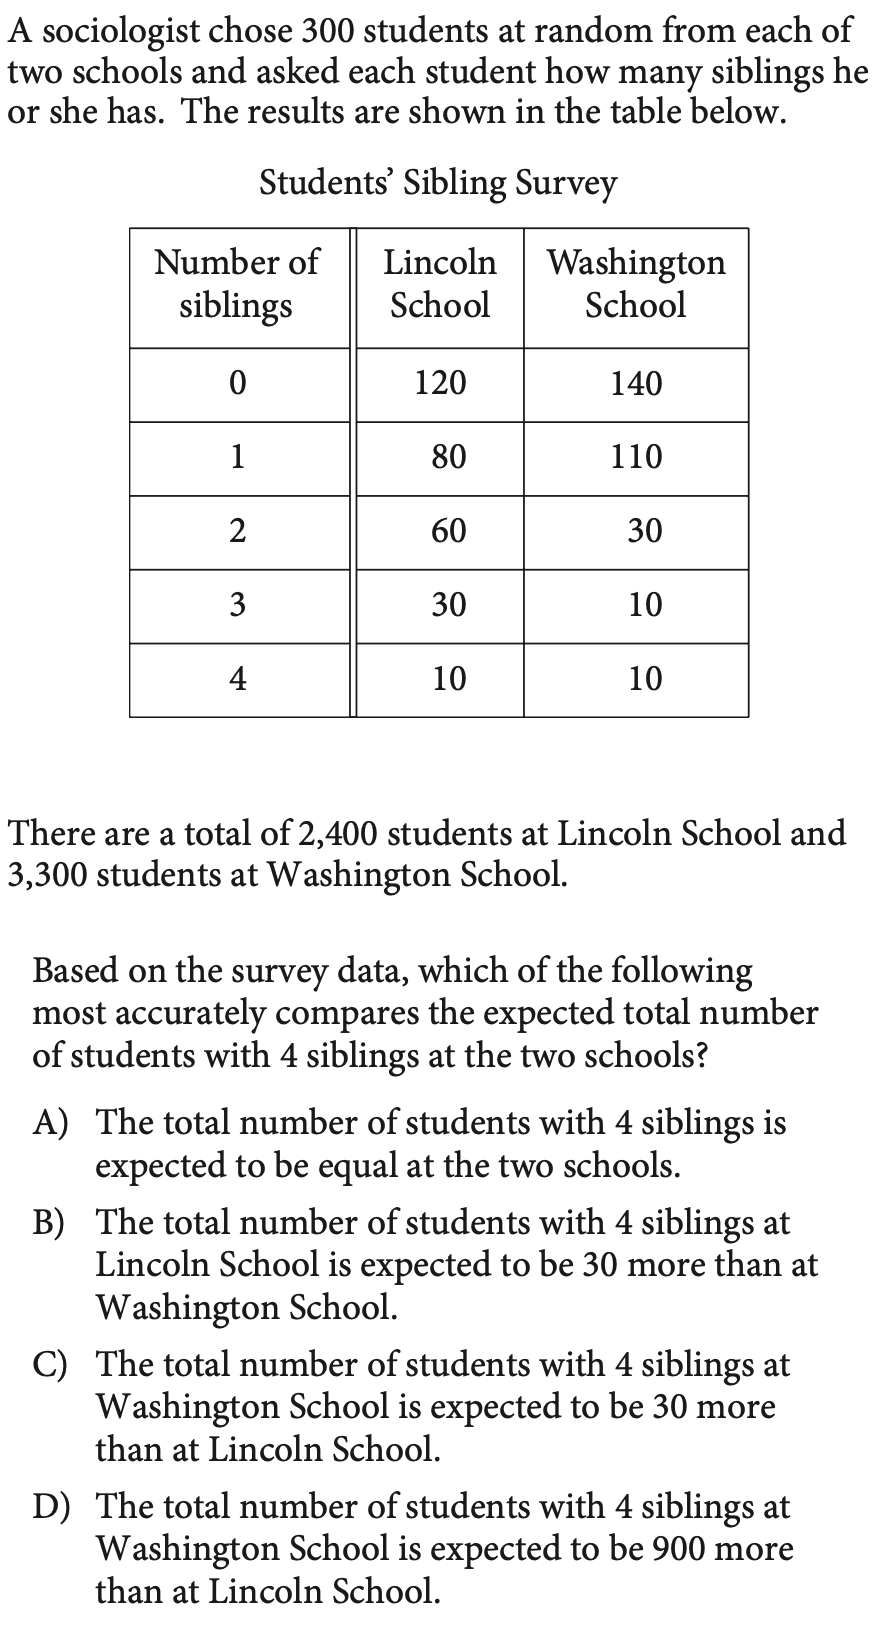 A sociologist chose 300 students at random from each of
two schools and asked each student how many siblings he
or she has. The results are shown in the table below.
Students’ Sibling Survey
Number of siblings Lincoln School Washington School
0 120 140
1 80 110
2 60 30
3 30 10
4 10 10
There are a total of 2,400 students at Lincoln School and
3,300 students at Washington School.
Based on the survey data, which of the following
most accurately compares the expected total number
of students with 4 siblings at the two schools?
A) The total number of students with 4 siblings is
expected to be equal at the two schools.
B) The total number of students with 4 siblings at
Lincoln School is expected to be 30 more than at
Washington School.
C) The total number of students with 4 siblings at
Washington School is expected to be 30 more
than at Lincoln School.
D) The total number of students with 4 siblings at
Washington School is expected to be 900 more
than at Lincoln School.